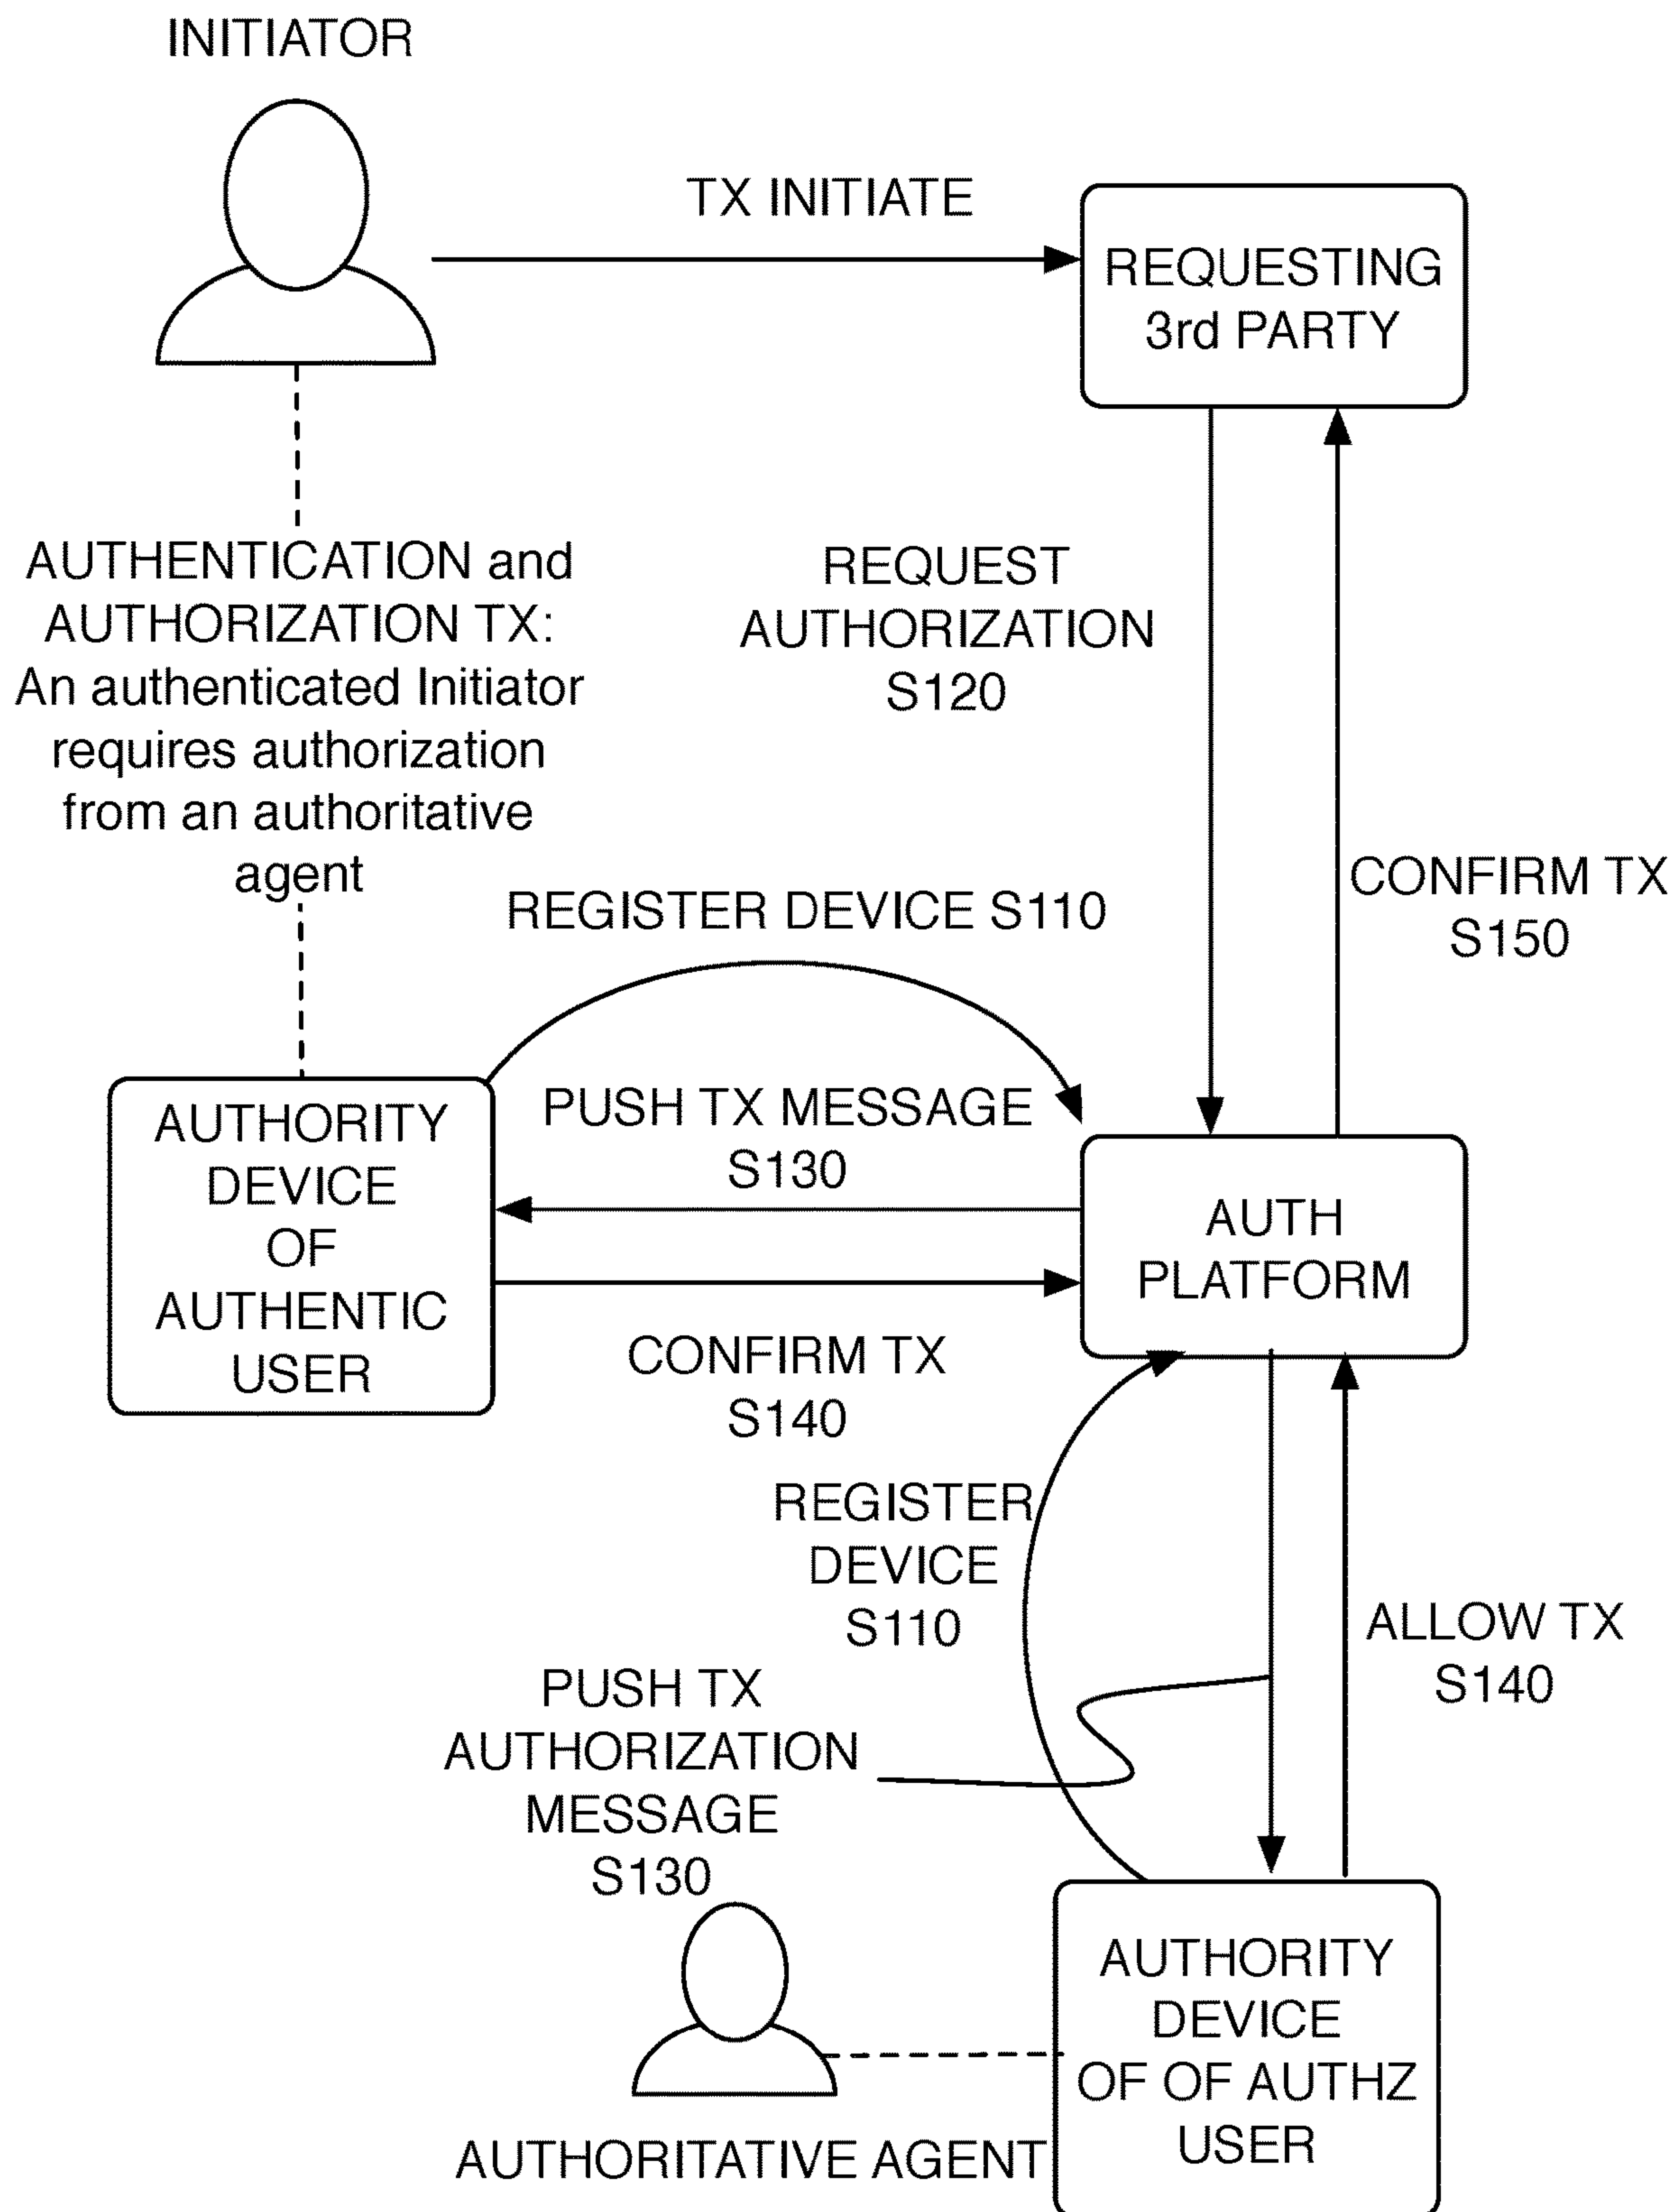 INITIATOR
TX INITIATE
REQUESTING
3rd PARTY
AUTHENTICATION and
AUTHORIZATION TX:
An authenticated Initiator
requires authorization
from an authoritative
agent
REQUEST
AUTHORIZATION
S120
CONFIRM TX
S150
REGISTER DEVICE S110
PUSH TX MESSAGE
S130
AUTHORITY
DEVICE
OF
AUTHENTIC
USER
AUTH
PLATFORM
CONFIRM TX
S140
REGISTER
DEVICE
S110
ALLOW TX
S140
PUSH TX
AUTHORIZATION
MESSAGE
S130
AUTHORITY
DEVICE
OF OF AUTHZ
USER
AUTHORITATIVE AGENT